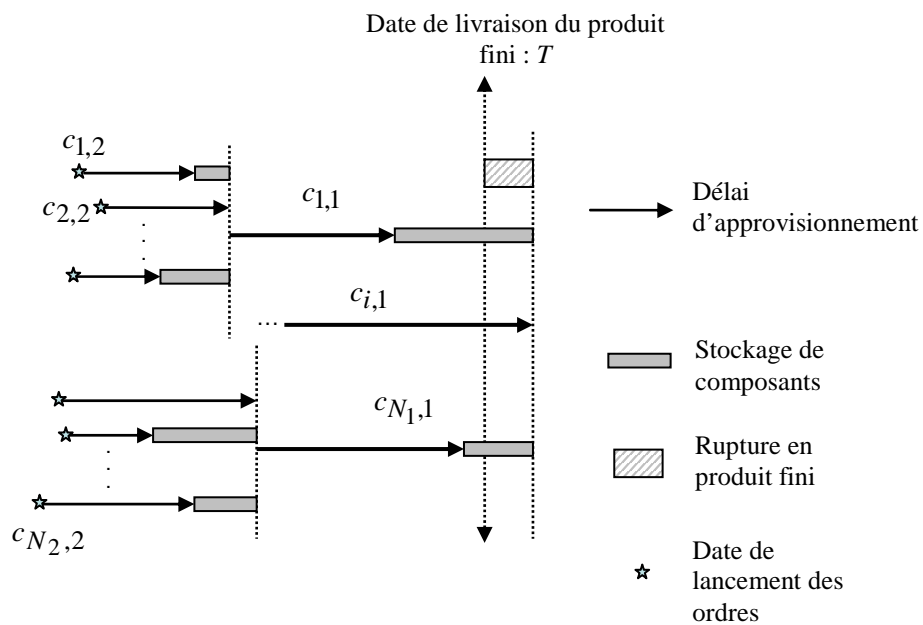 Date de livraison du produit
fini : T
c1,2
c2,2
c1,1
ci,1
...
cN1,1
cN2,2
Délai
d’approvisionnement
Stockage de
composants
Rupture en
produit fini
Date de
lancement des
ordres